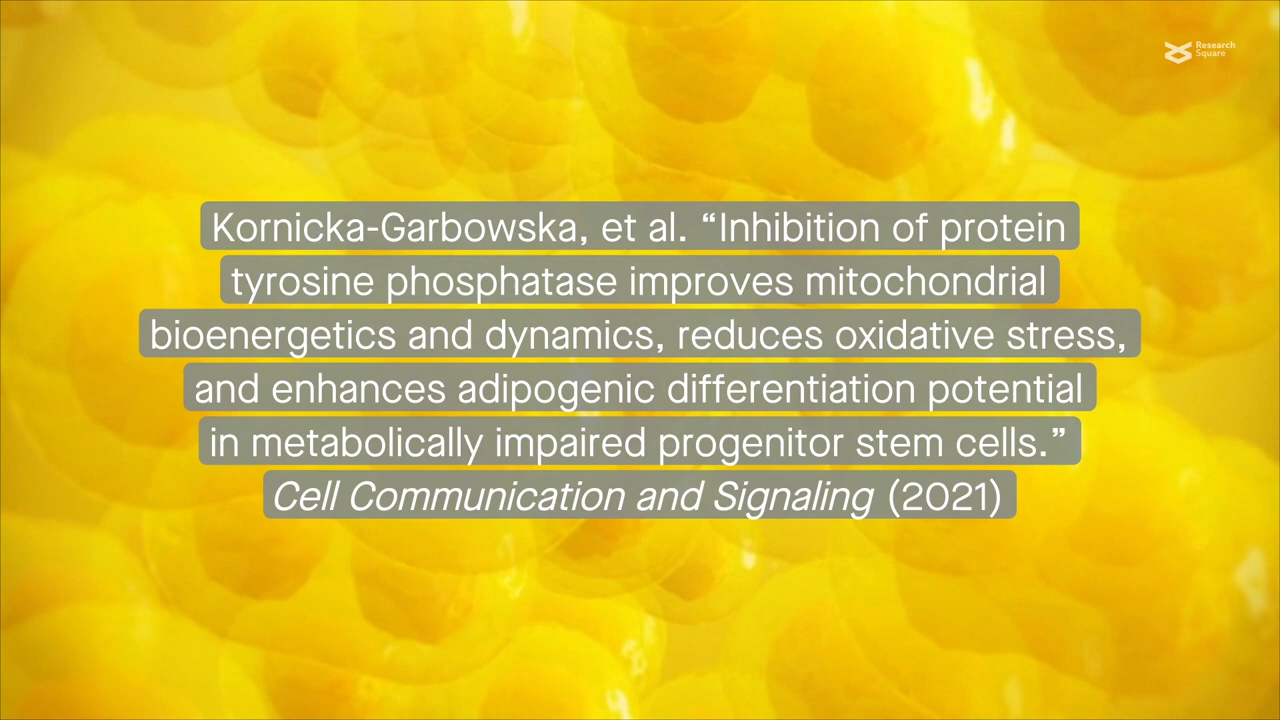 Research
Square
Kornicka-Garbowska, et al. “Inhibition of protein
tyrosine phosphatase improves mitochondrial
bioenergetics and dynamics, reduces oxidative stress,
and enhances adipogenic differentiation potential
in metabolically impaired progenitor stem cells.”
Cell Communication and Signaling (2021)